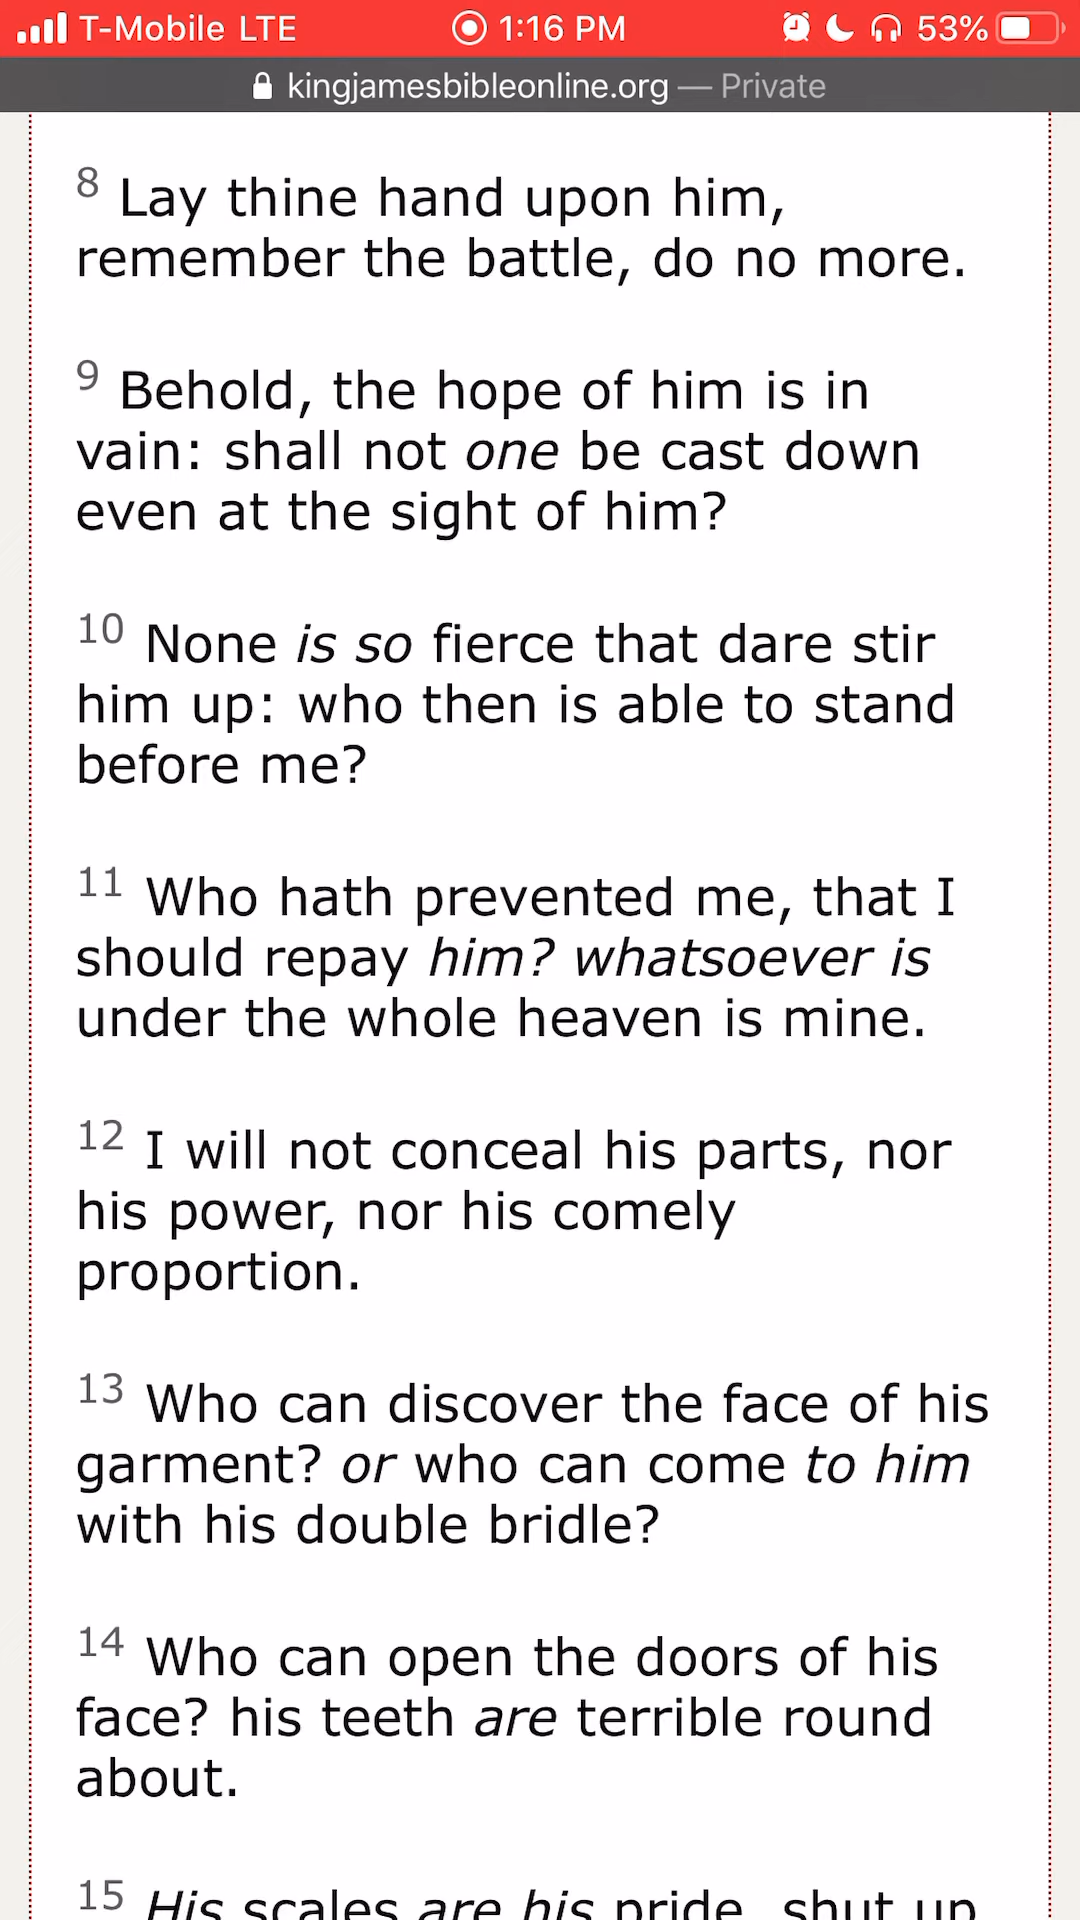 T-Mobile LTE 1:16 PM 53%
kingjamesbibleonline.org — Private
8 Lay thine hand upon him,
remember the battle, do no more.
9 Behold, the hope of him is in
vain: shall not one be cast down
even at the sight of him?
10 None is so fierce that dare stir
him up: who then is able to stand
before me?
11 Who hath prevented me, that I
should repay him? whatsoever is
under the whole heaven is mine.
12 I will not conceal his parts, nor
his power, nor his comely
proportion.
13 Who can discover the face of his
garment? or who can come to him
with his double bridle?
14 Who can open the doors of his
face? his teeth are terrible round
about.
15 His scales are his pride, shut up